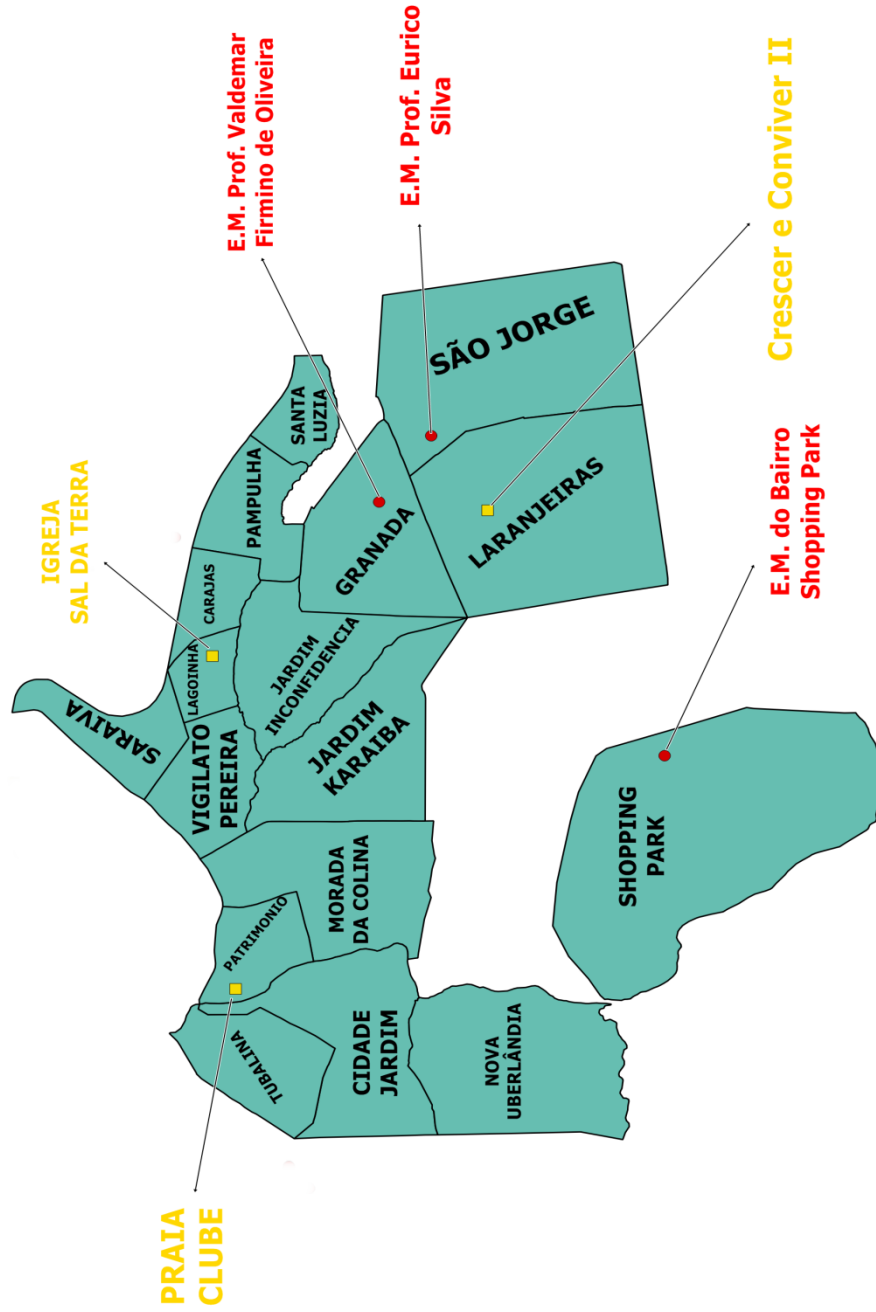 IGREJA
SAL DA TERRA
E.M. Prof. Valdemar
Firmino de Oliveira
E.M. Prof. Eurico
Silva
PRAIA
CLUBE
SARAIVA
LAGOINHA
CARAJAS
PAMPULHA
SANTA
LUZIA
VIGILATO
PEREIRA
JARDIM
INCONFIDENCIA
GRANADA
SÃO JORGE
PATRIMONIO
TUBALINA
MORADA
DA COLINA
JARDIM
KARAIBA
LARANJEIRAS
CIDADE
JARDIM
NOVA
UBERLÂNDIA
SHOPPING
PARK
E.M. do Bairro
Shopping Park
Crescer e Conviver II